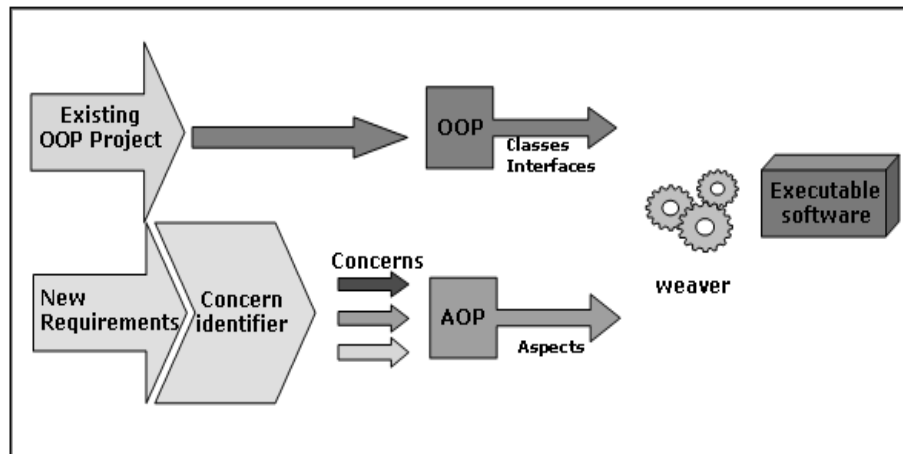 Existing
OOP Project
OOP
Classes
Interfaces
Executable
software
weaver
New
Requirements
Concern
identifier
Concerns
AOP
Aspects